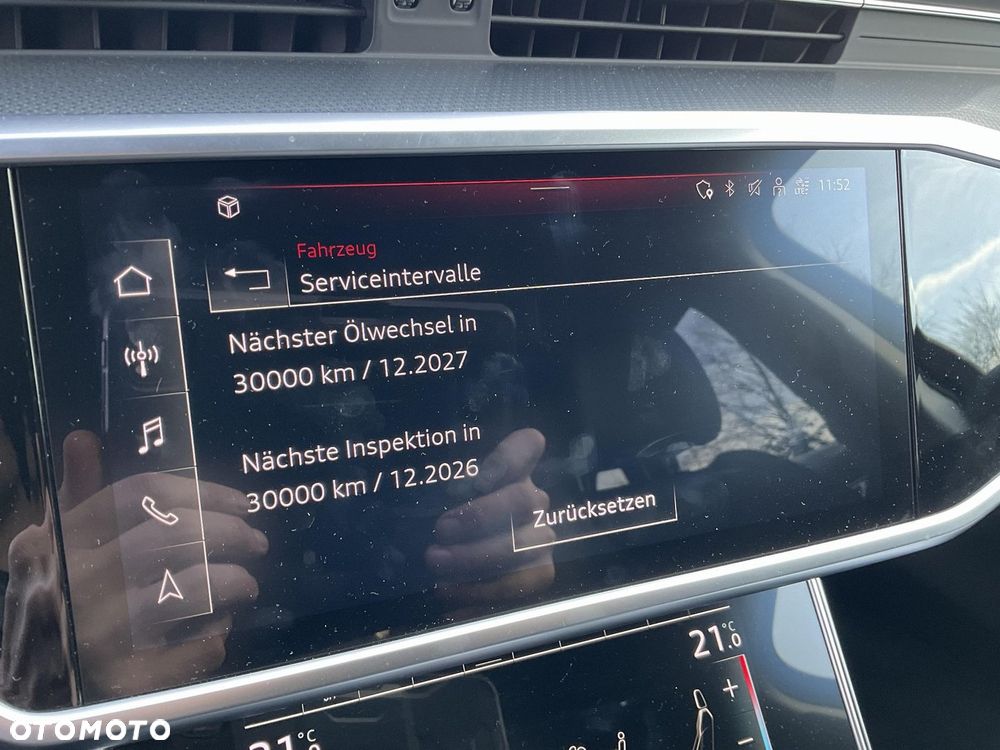 11:52
Fahrzeug
Serviceintervalle
Nächster Ölwechsel in
30000 km / 12.2027
Nächste Inspektion in
30000 km / 12.2026
Zurücksetzen
21.0 °C
°C
OTOMOTO